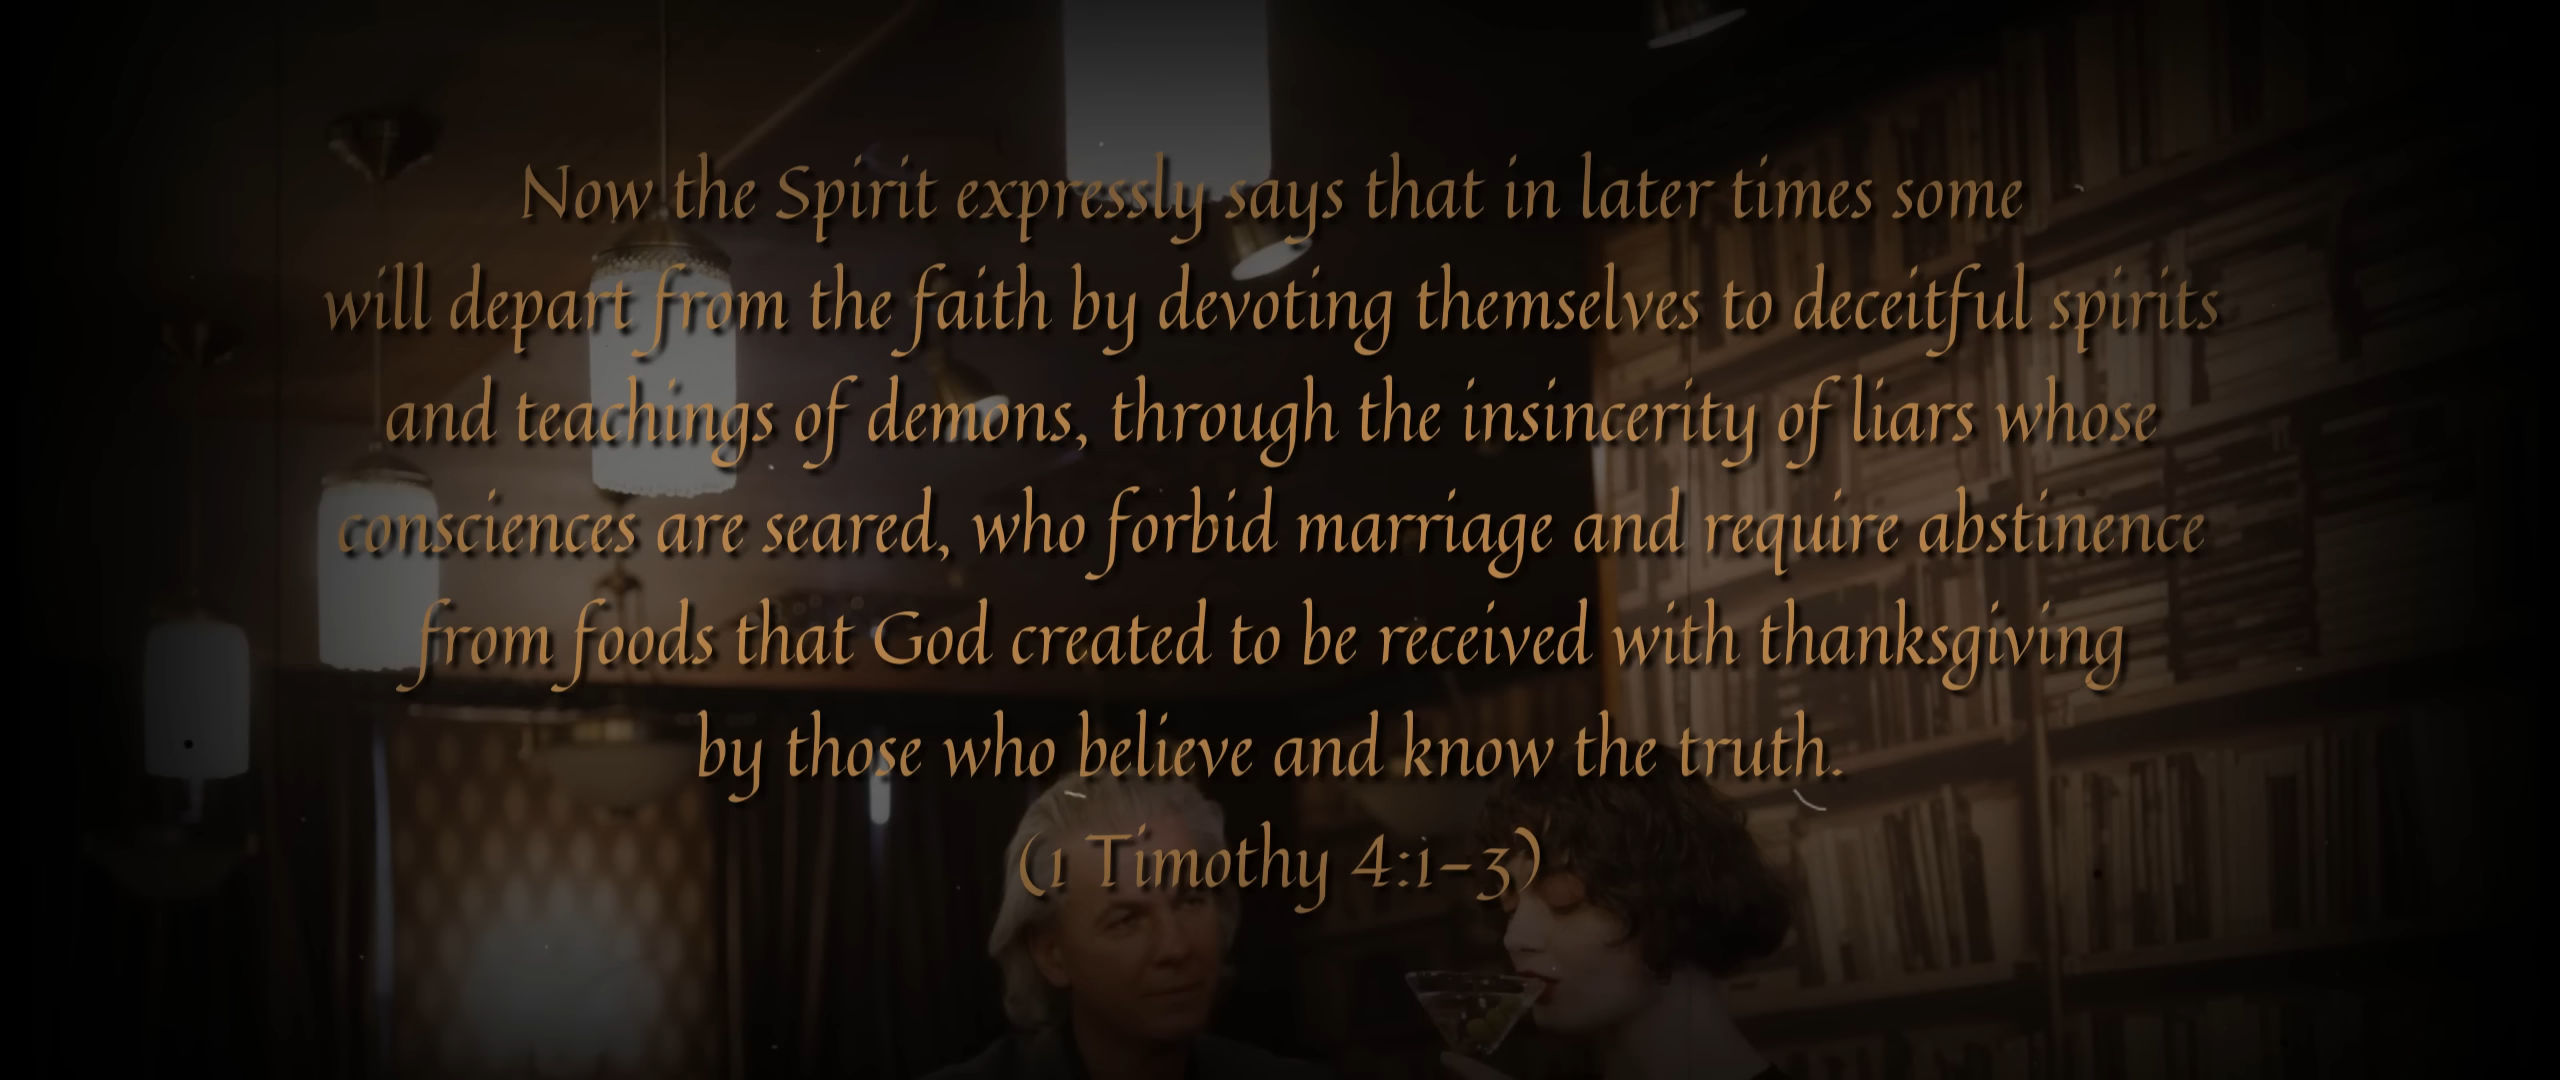 Now the Spirit expressly says that in later times some
will depart from the faith by devoting themselves to deceitful spirits
and teachings of demons, through the insincerity of liars whose
consciences are seared, who forbid marriage and require abstinence
from foods that God created to be received with thanksgiving
by those who believe and know the truth.
(1 Timothy 4:1–3)